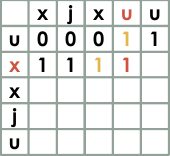 x j x u u
u 0 0 0 1 1
x 1 1 1 1
x
j
u